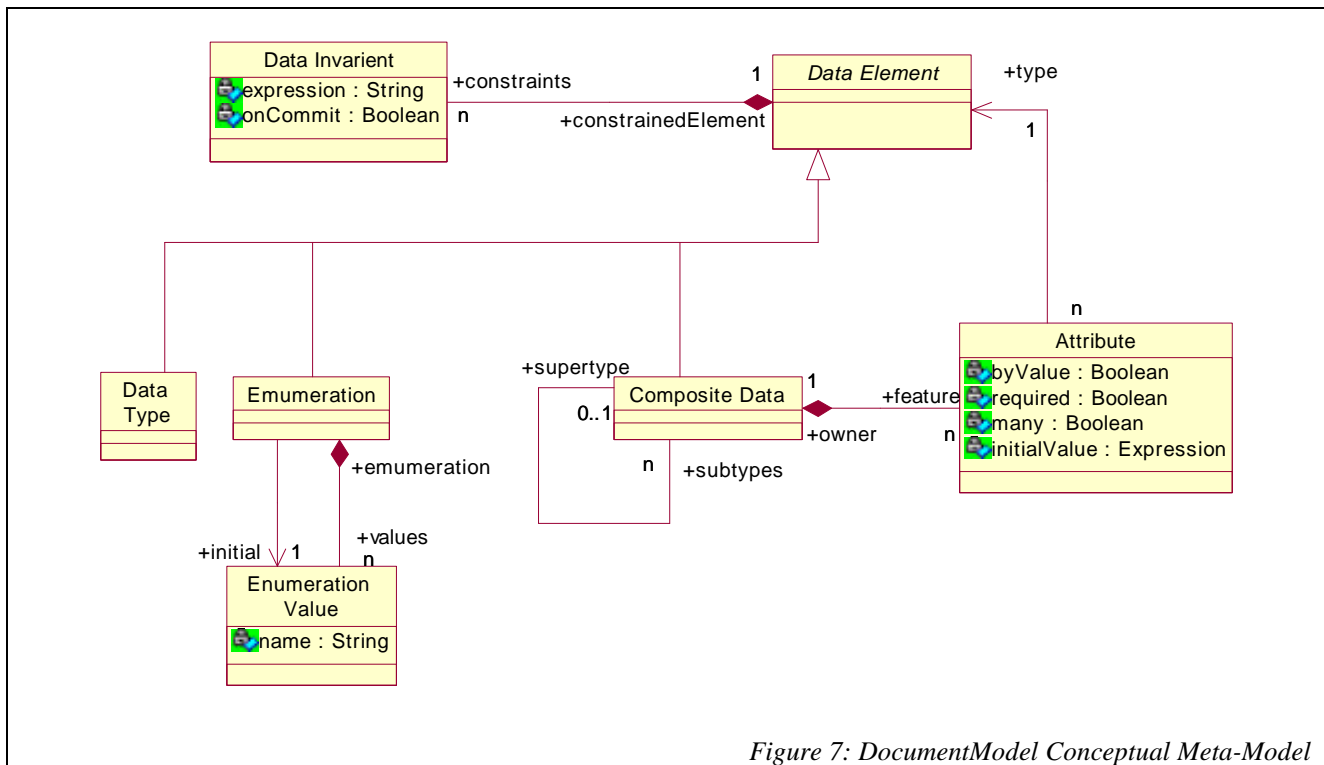 Data Invarient
expression : String
onCommit : Boolean
+constraints
n
1
+constrainedElement
Data Element
+type
1
n
Attribute
byValue : Boolean
required : Boolean
many : Boolean
initialValue : Expression
Data
Type
Emumeration
+supertype
0..1
Composite Data
1
+feature
+owner
n
n
+subtypes
+emumeration
+initial
1
+values
n
Enumeration
Value
name : String
Figure 7: DocumentModel Conceptual Meta-Model